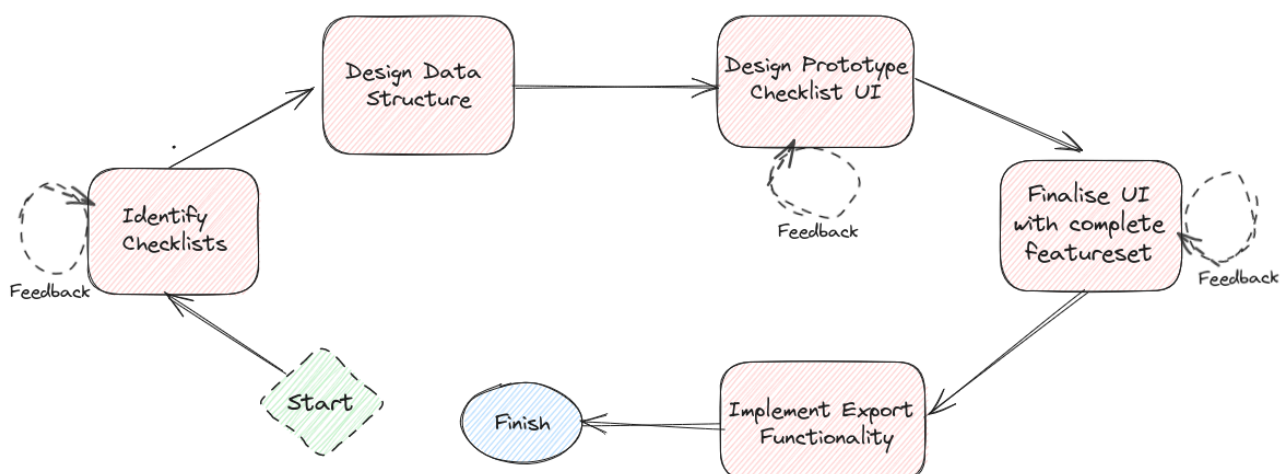 Design Data
Structure
Design Prototype
Checklist UI
Identify
Checklists
Feedback
Feedback
Finalise UI
with complete
featureset
Feedback
Start
Finish
Implement Export
Functionality